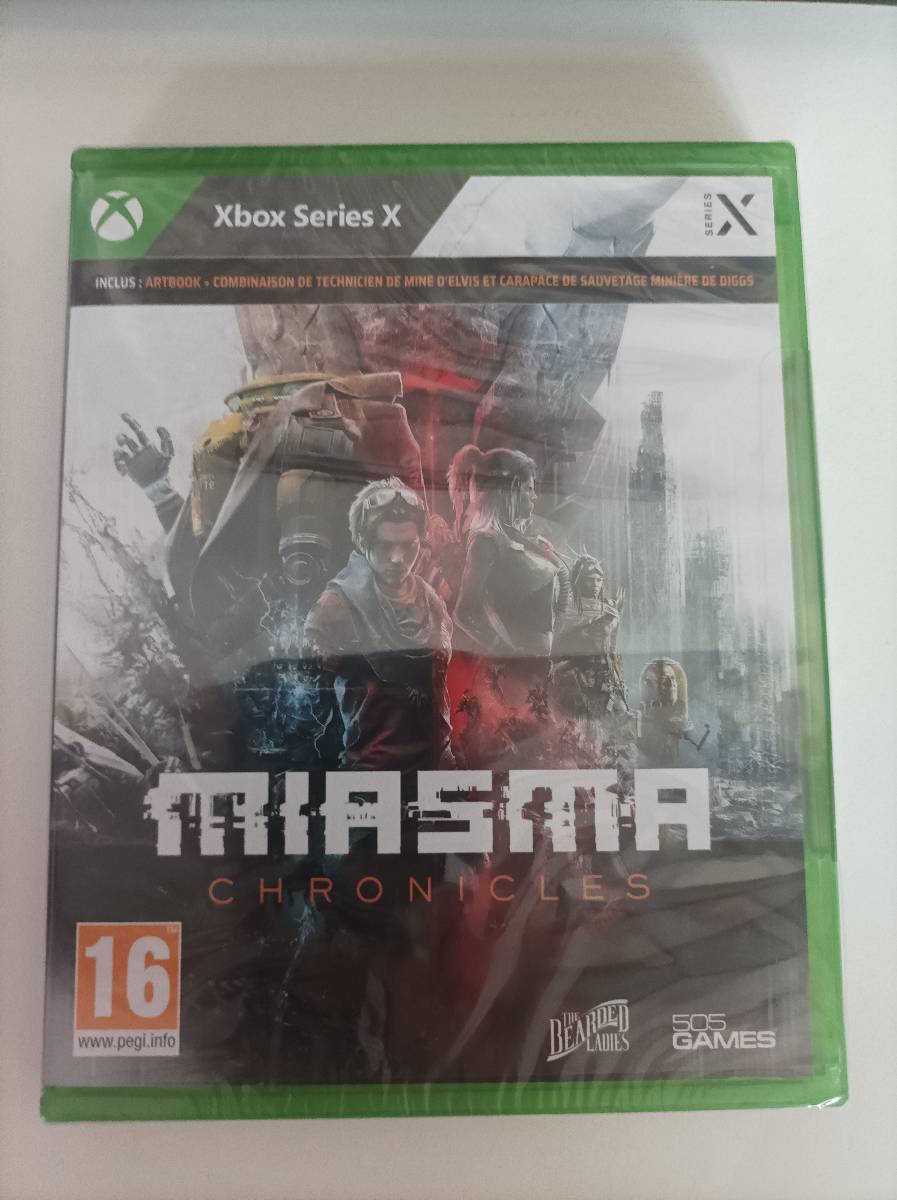 Xbox Series X
SERIES X
INCLUS : ARTBOOK + COMBINAISON DE TECHNICIEN DE MINE D'ELVIS ET CARAPACE DE SAUVETAGE MINIÈRE DE DIGGS
MIASMA
CHRONICLES
16
www.pegi.info
THE
BEARDED
LADIES
505
GAMES